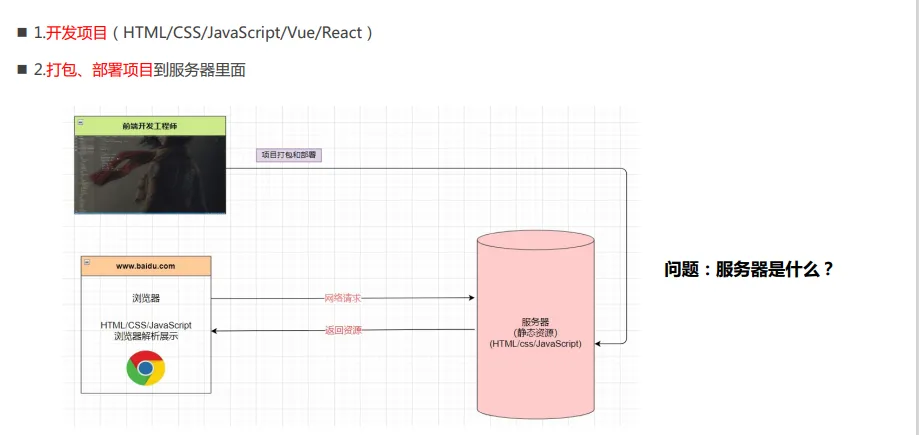 1.开发项目（HTML/CSS/JavaScript/Vue/React）
2.打包、部署项目到服务器里面
前端开发工程师
项目打包和部署
www.baidu.com
浏览器
HTML/CSS/JavaScript
浏览器解析展示
网络请求
返回资源
服务器
(静态资源)
(HTML/css/JavaScript)
问题：服务器是什么？